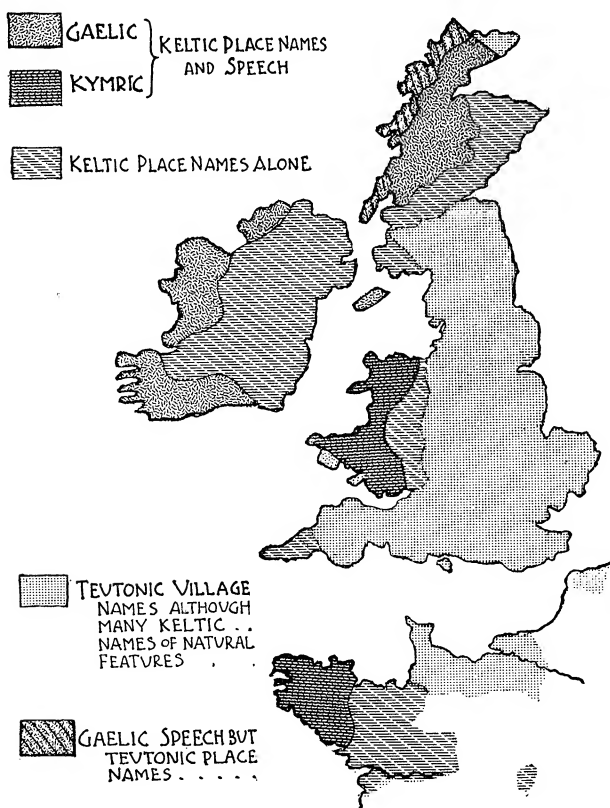 GAELIC
KYMRIC
KELTIC PLACE NAMES
AND SPEECH
KELTIC PLACE NAMES ALONE
TEUTONIC VILLAGE
NAMES ALTHOUGH
MANY KELTIC . .
NAMES OF NATURAL
FEATURES . .
GAELIC SPEECH BUT
TEUTONIC PLACE
NAMES . . . . .